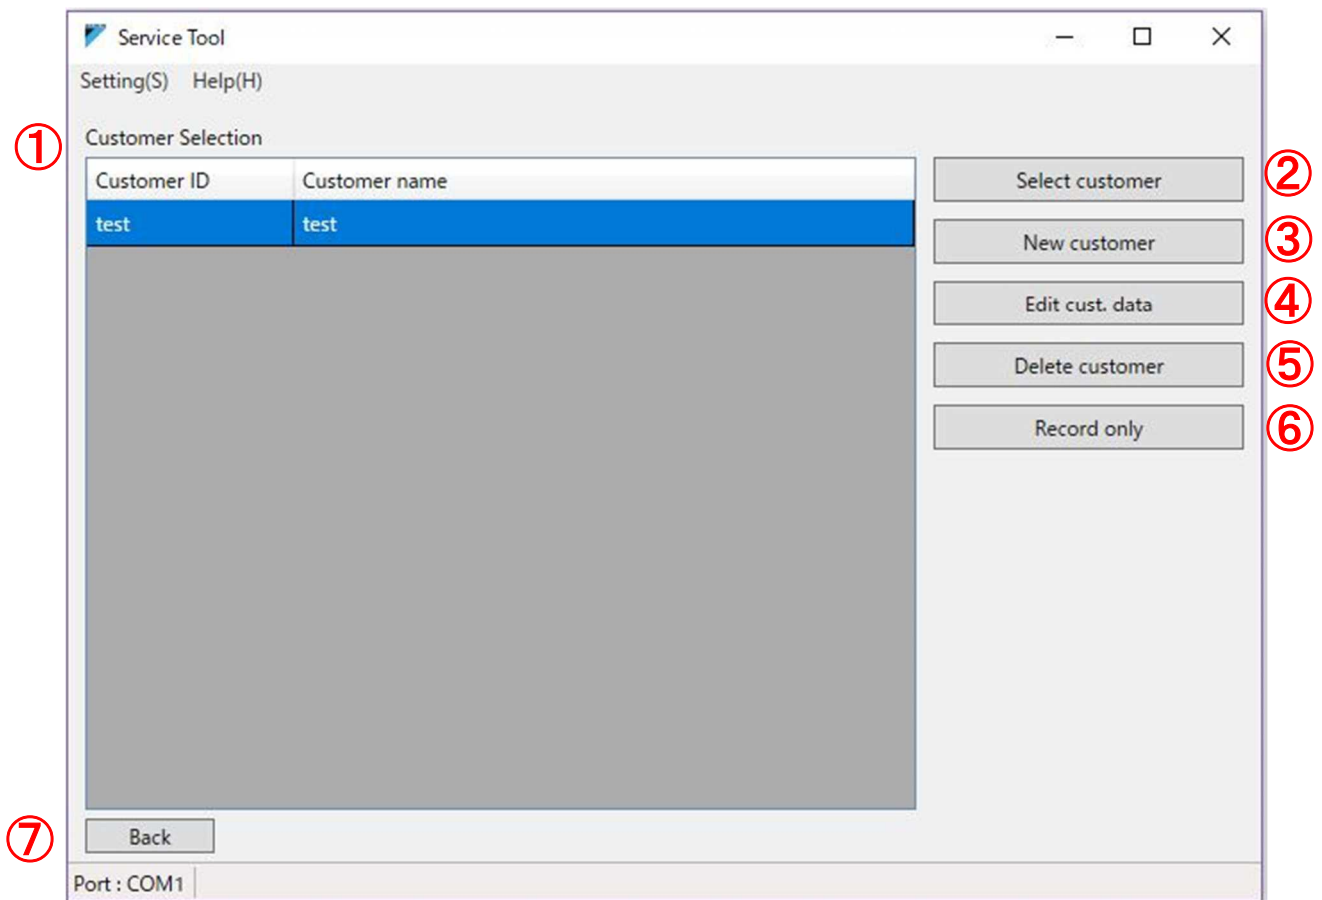 Service Tool
Setting(S) Help(H)
① Customer Selection
Customer ID Customer name
test test
Select customer ②
New customer ③
Edit cust. data ④
Delete customer ⑤
Record only ⑥
⑦ Back
Port : COM1